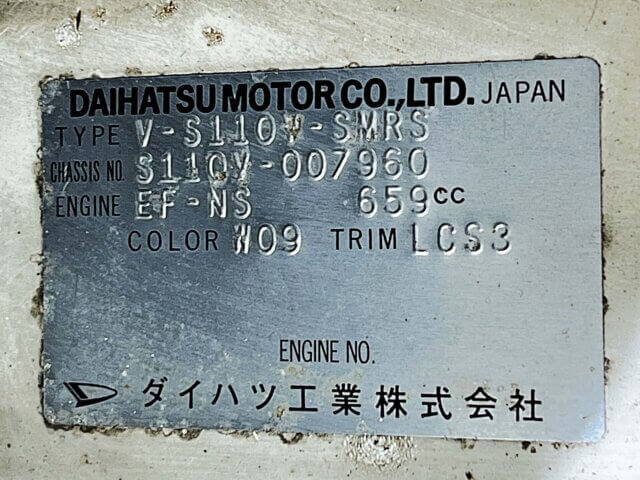 DAIHATSU MOTOR CO.,LTD. JAPAN
TYPE V-S110V-SMRS
CHASSIS NO. S110V-007960
ENGINE EF-NS 659cc
COLOR W09 TRIM LCS3
ENGINE NO.
ダイハツ工業株式会社